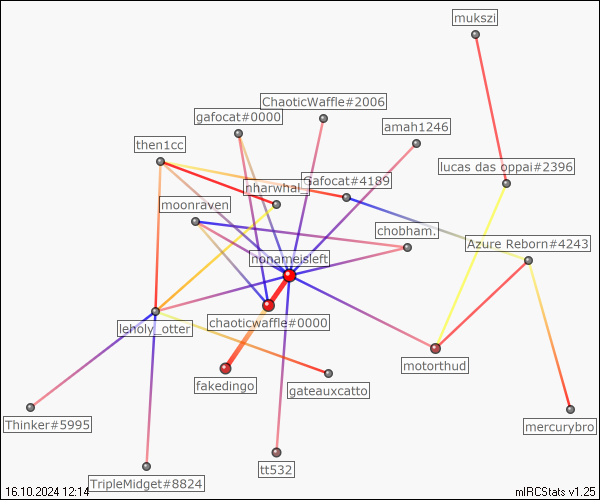 mukszi
ChaoticWaffle#2006
gafocat#0000
amah1246
then1cc
lucas das oppai#2396
Gafocat#4189
nharwhal_
moonraven
chobham.
Azure Reborn#4243
nonameisleft
chaoticwaffle#0000
leholy_otter
motorthud
fakedingo
gateauxcatto
Thinker#5995
mercurybro
tt532
TripleMidget#8824
16.10.2024 12:14
mIRCStats v1.25